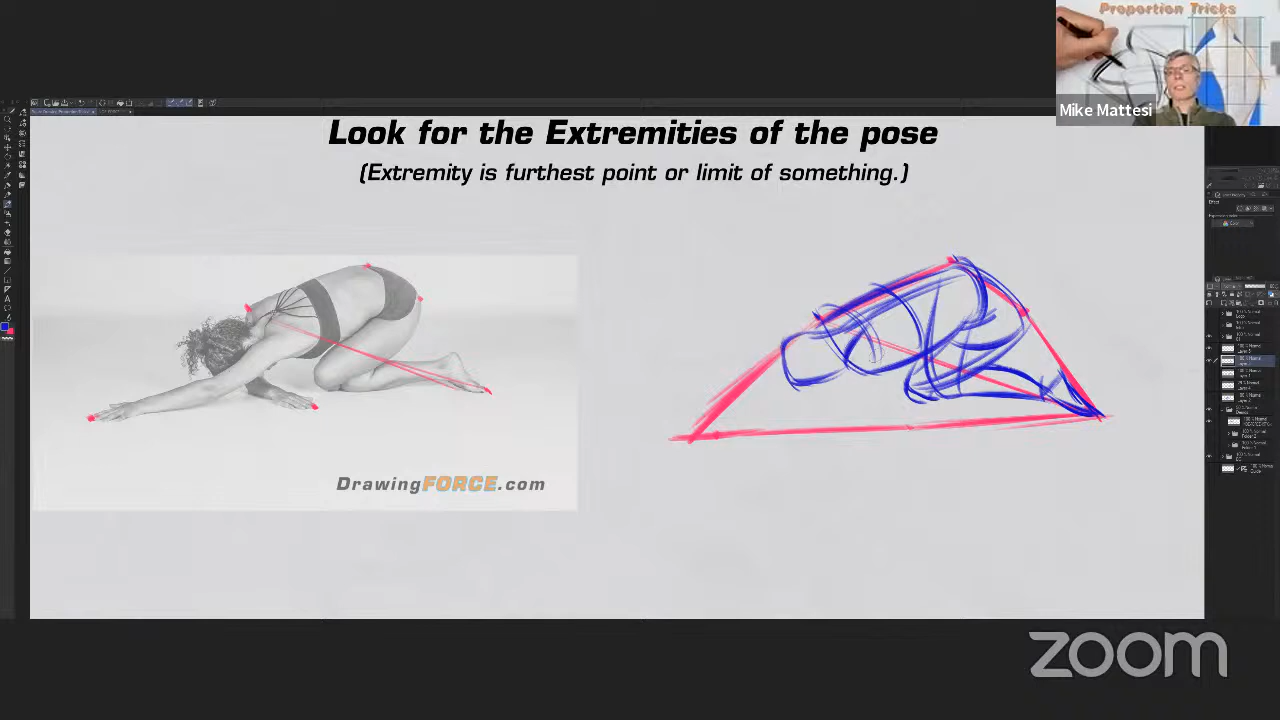 Proportion Tricks
Mike Mattesi
Look for the Extremities of the pose
(Extremity is furthest point or limit of something.)
DrawingFORCE.com
zoom